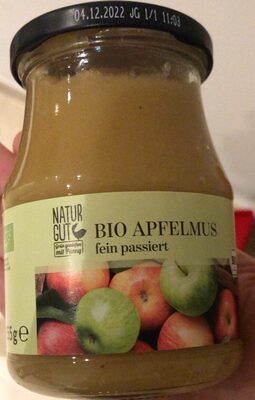 04.12.2022 JG 1/1 11:03
NATUR
GUT
BIO APFELMUS
fein passiert